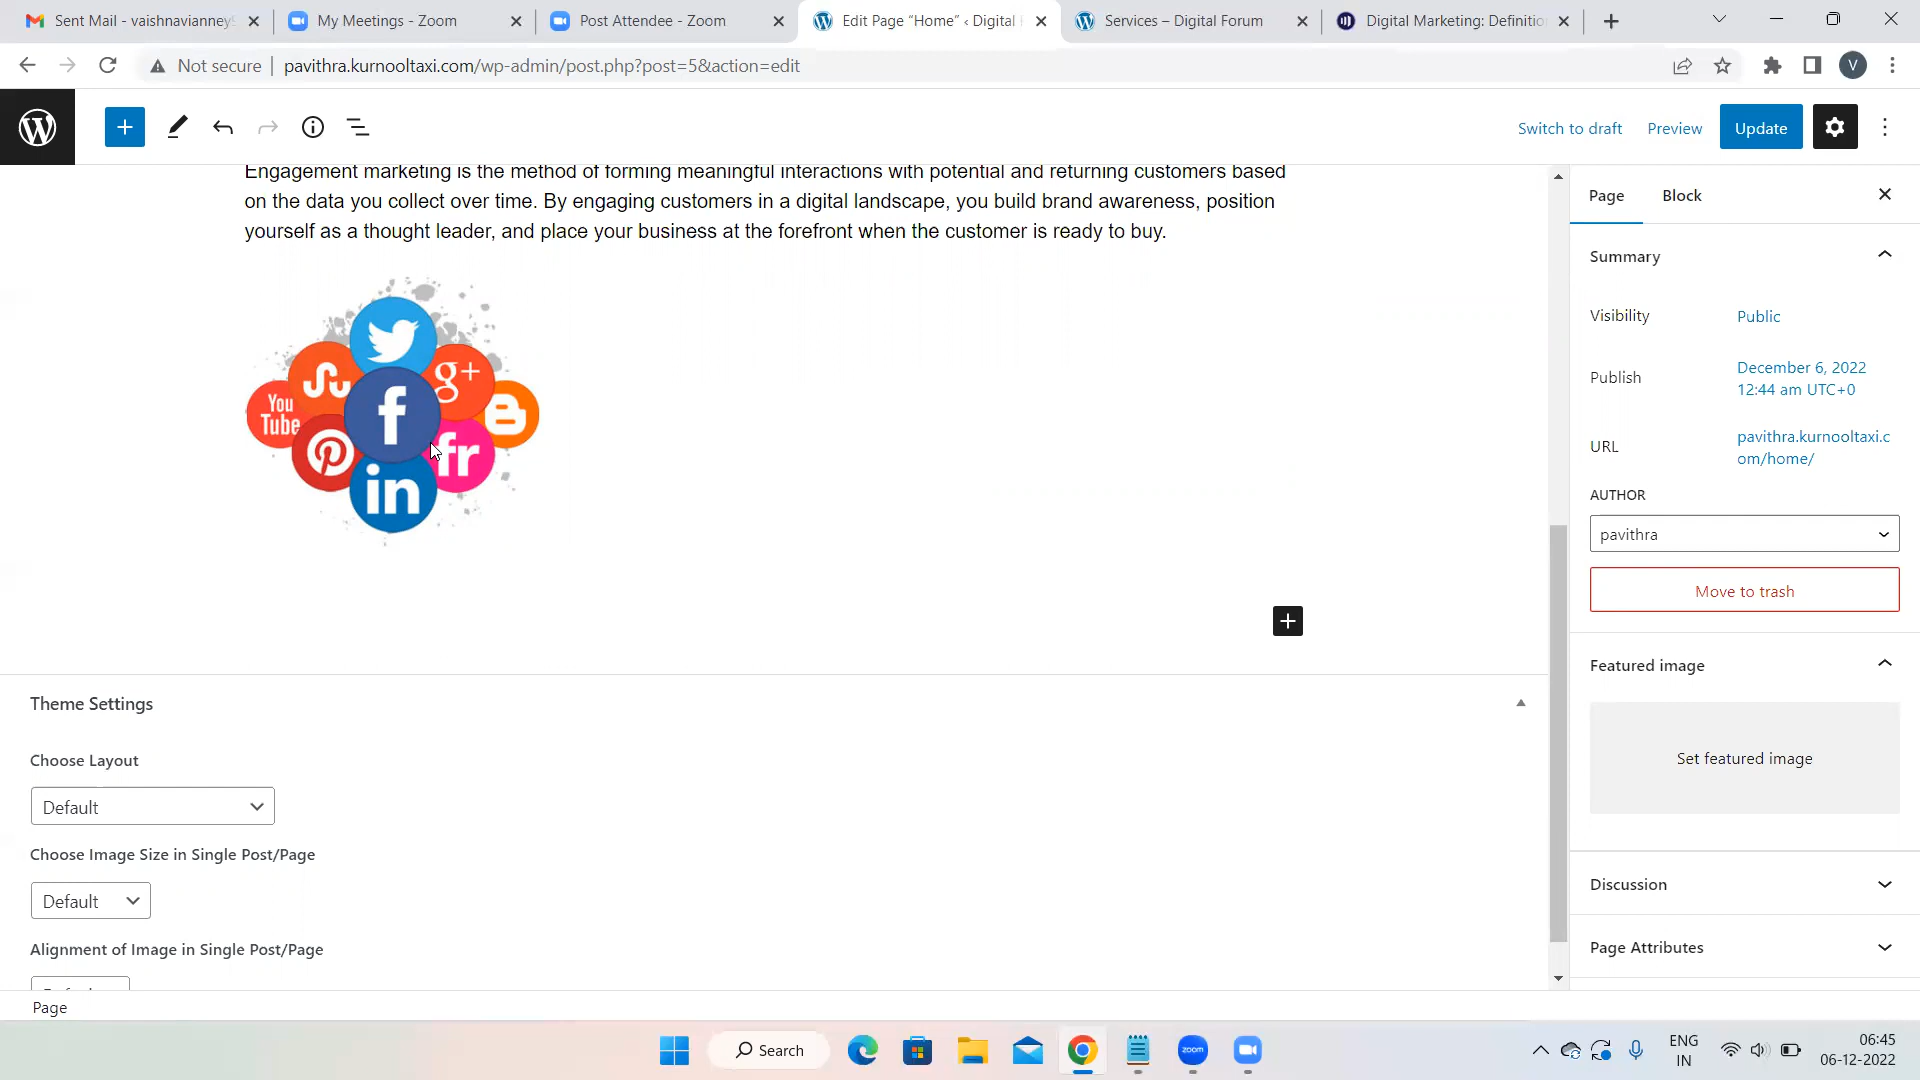 Sent Mail - vaishnavianney
My Meetings - Zoom
Post Attendee - Zoom
Edit Page “Home” ‹ Digital
Services – Digital Forum
Digital Marketing: Definitio
Not secure
pavithra.kurnooltaxi.com/wp-admin/post.php?post=5&action=edit
V
Switch to draft
Preview
Update
Engagement marketing is the method of forming meaningful interactions with potential and returning customers based
on the data you collect over time. By engaging customers in a digital landscape, you build brand awareness, position
yourself as a thought leader, and place your business at the forefront when the customer is ready to buy.
g+
You
Tube
f
B
fr
in
Page
Block
Summary
Visibility
Public
Publish
December 6, 2022
12:44 am UTC+0
URL
pavithra.kurnooltaxi.c
om/home/
AUTHOR
pavithra
Move to trash
Featured image
Set featured image
Discussion
Page Attributes
Theme Settings
Choose Layout
Default
Choose Image Size in Single Post/Page
Default
Alignment of Image in Single Post/Page
Page
Search
zoom
ENG
IN
06:45
06-12-2022